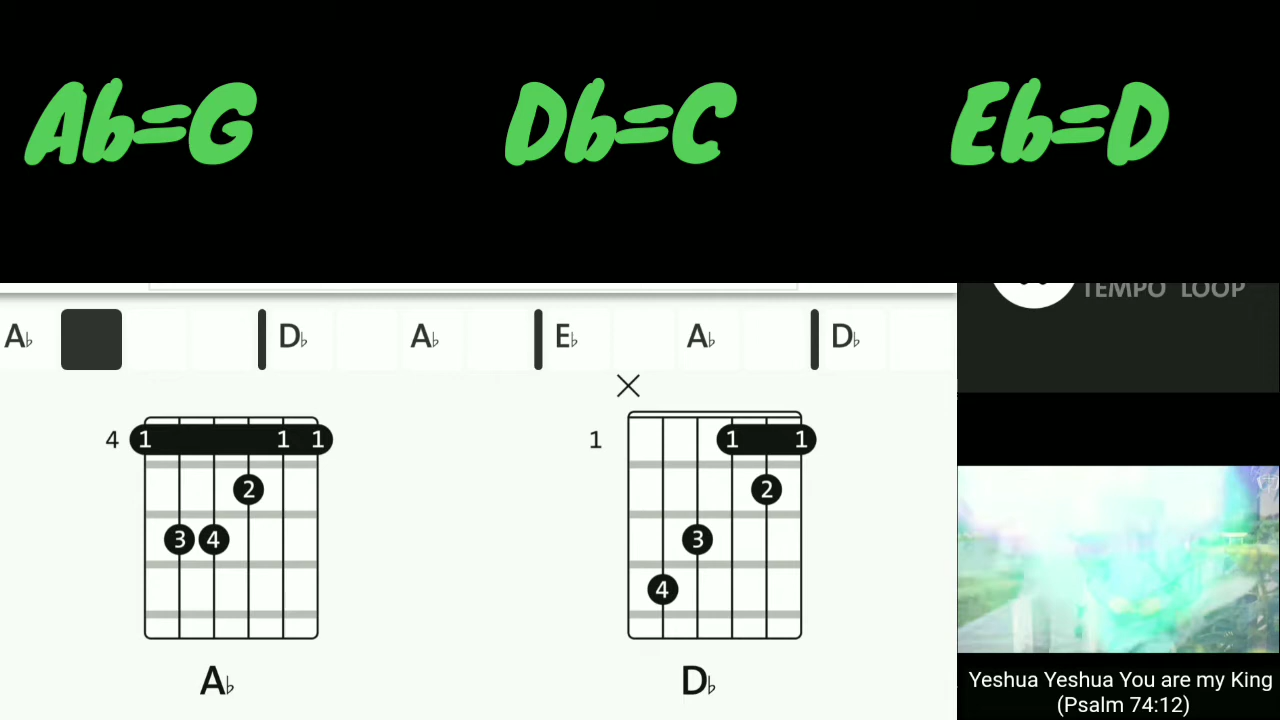 Ab=G
Db=C
Eb=D
TEMPO LOOP
A♭
D♭
A♭
E♭
A♭
D♭
4
1 1 1
2
3 4
A♭
×
1
1 1
2
3
4
D♭
Yeshua Yeshua You are my King
(Psalm 74:12)